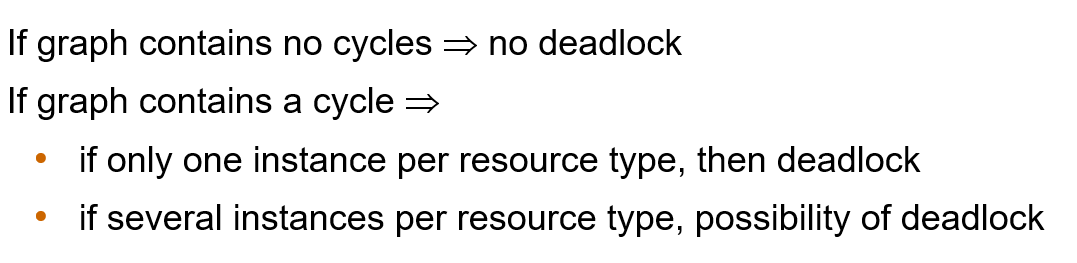 If graph contains no cycles ⇒ no deadlock
If graph contains a cycle ⇒
• if only one instance per resource type, then deadlock
• if several instances per resource type, possibility of deadlock